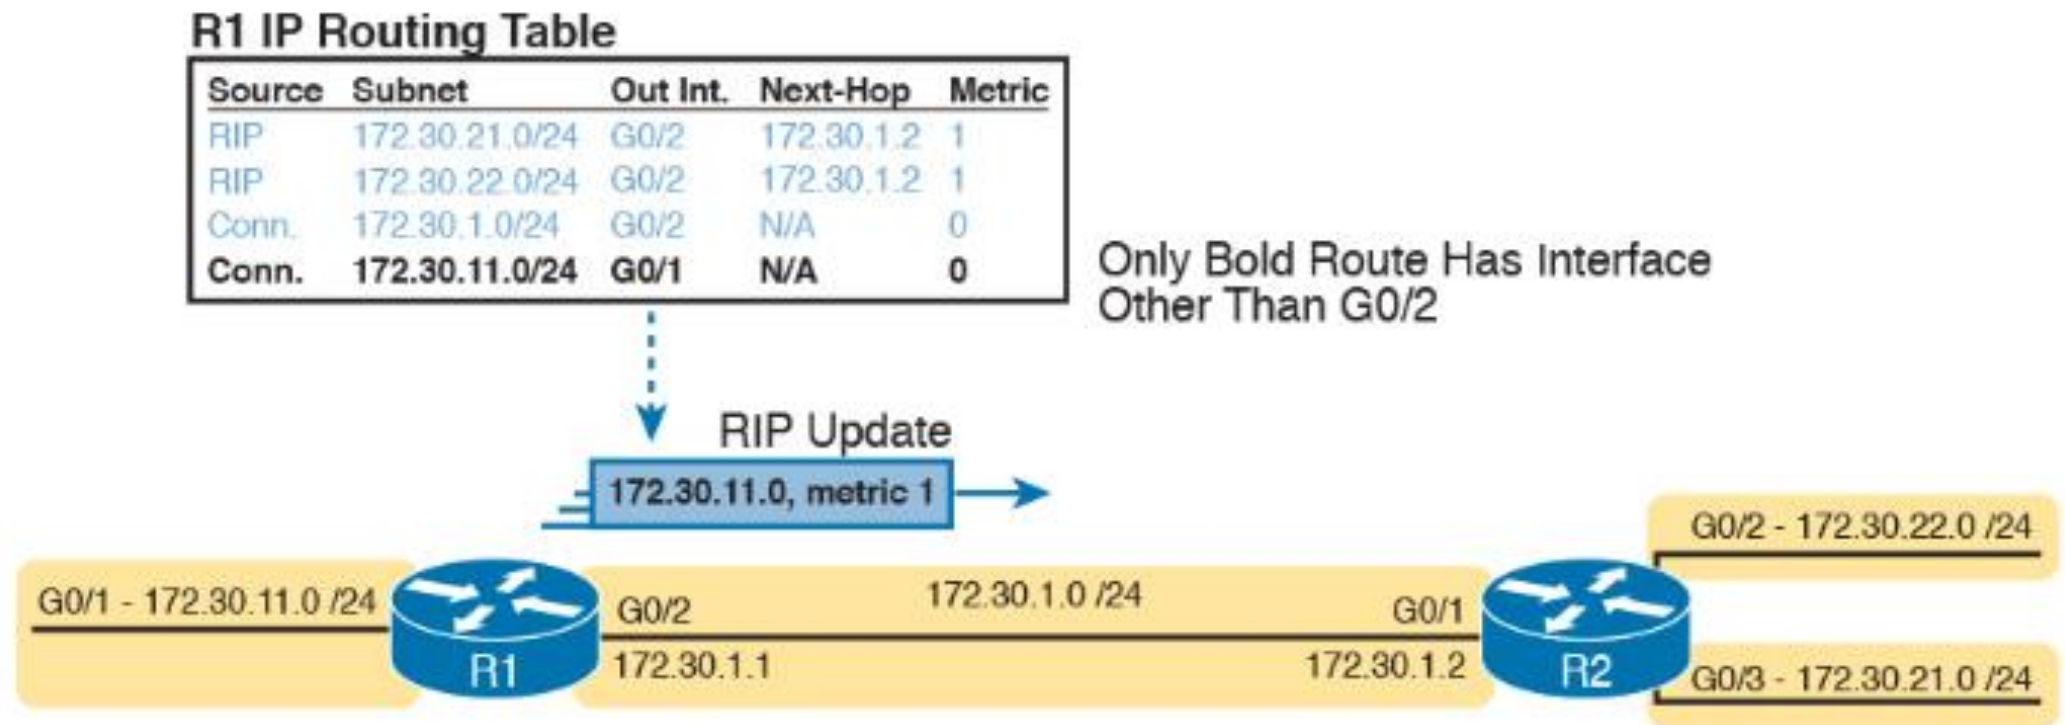 R1 IP Routing Table
Source Subnet Out Int. Next-Hop Metric
RIP 172.30.21.0/24 G0/2 172.30.1.2 1
RIP 172.30.22.0/24 G0/2 172.30.1.2 1
Conn. 172.30.1.0/24 G0/2 N/A 0
Conn. 172.30.11.0/24 G0/1 N/A 0
Only Bold Route Has Interface
Other Than G0/2
RIP Update
172.30.11.0, metric 1
G0/1 - 172.30.11.0 /24
R1
G0/2
172.30.1.1
172.30.1.0 /24
G0/1
172.30.1.2
R2
G0/2 - 172.30.22.0 /24
G0/3 - 172.30.21.0 /24